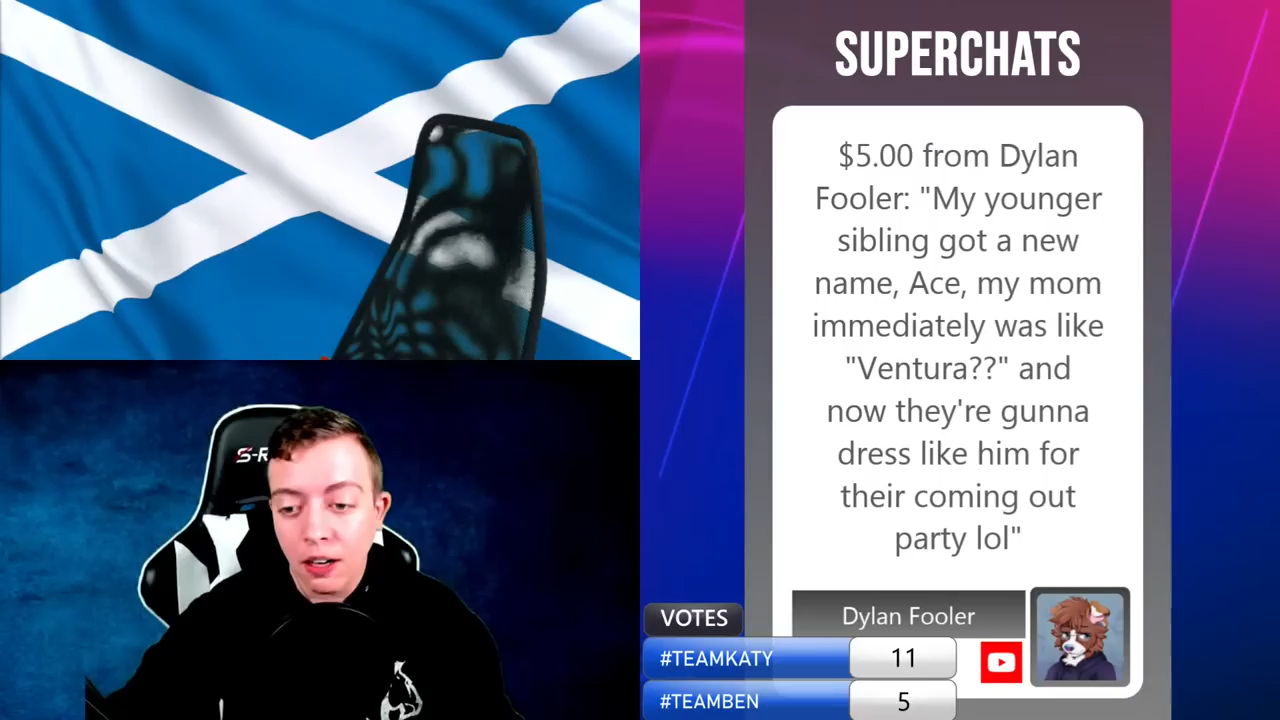 SUPERCHATS
$5.00 from Dylan
Fooler: "My younger
sibling got a new
name, Ace, my mom
immediately was like
"Ventura??" and
now they're gunna
dress like him for
their coming out
party lol"
Dylan Fooler
VOTES
#TEAMKATY 11
#TEAMBEN 5
S-R